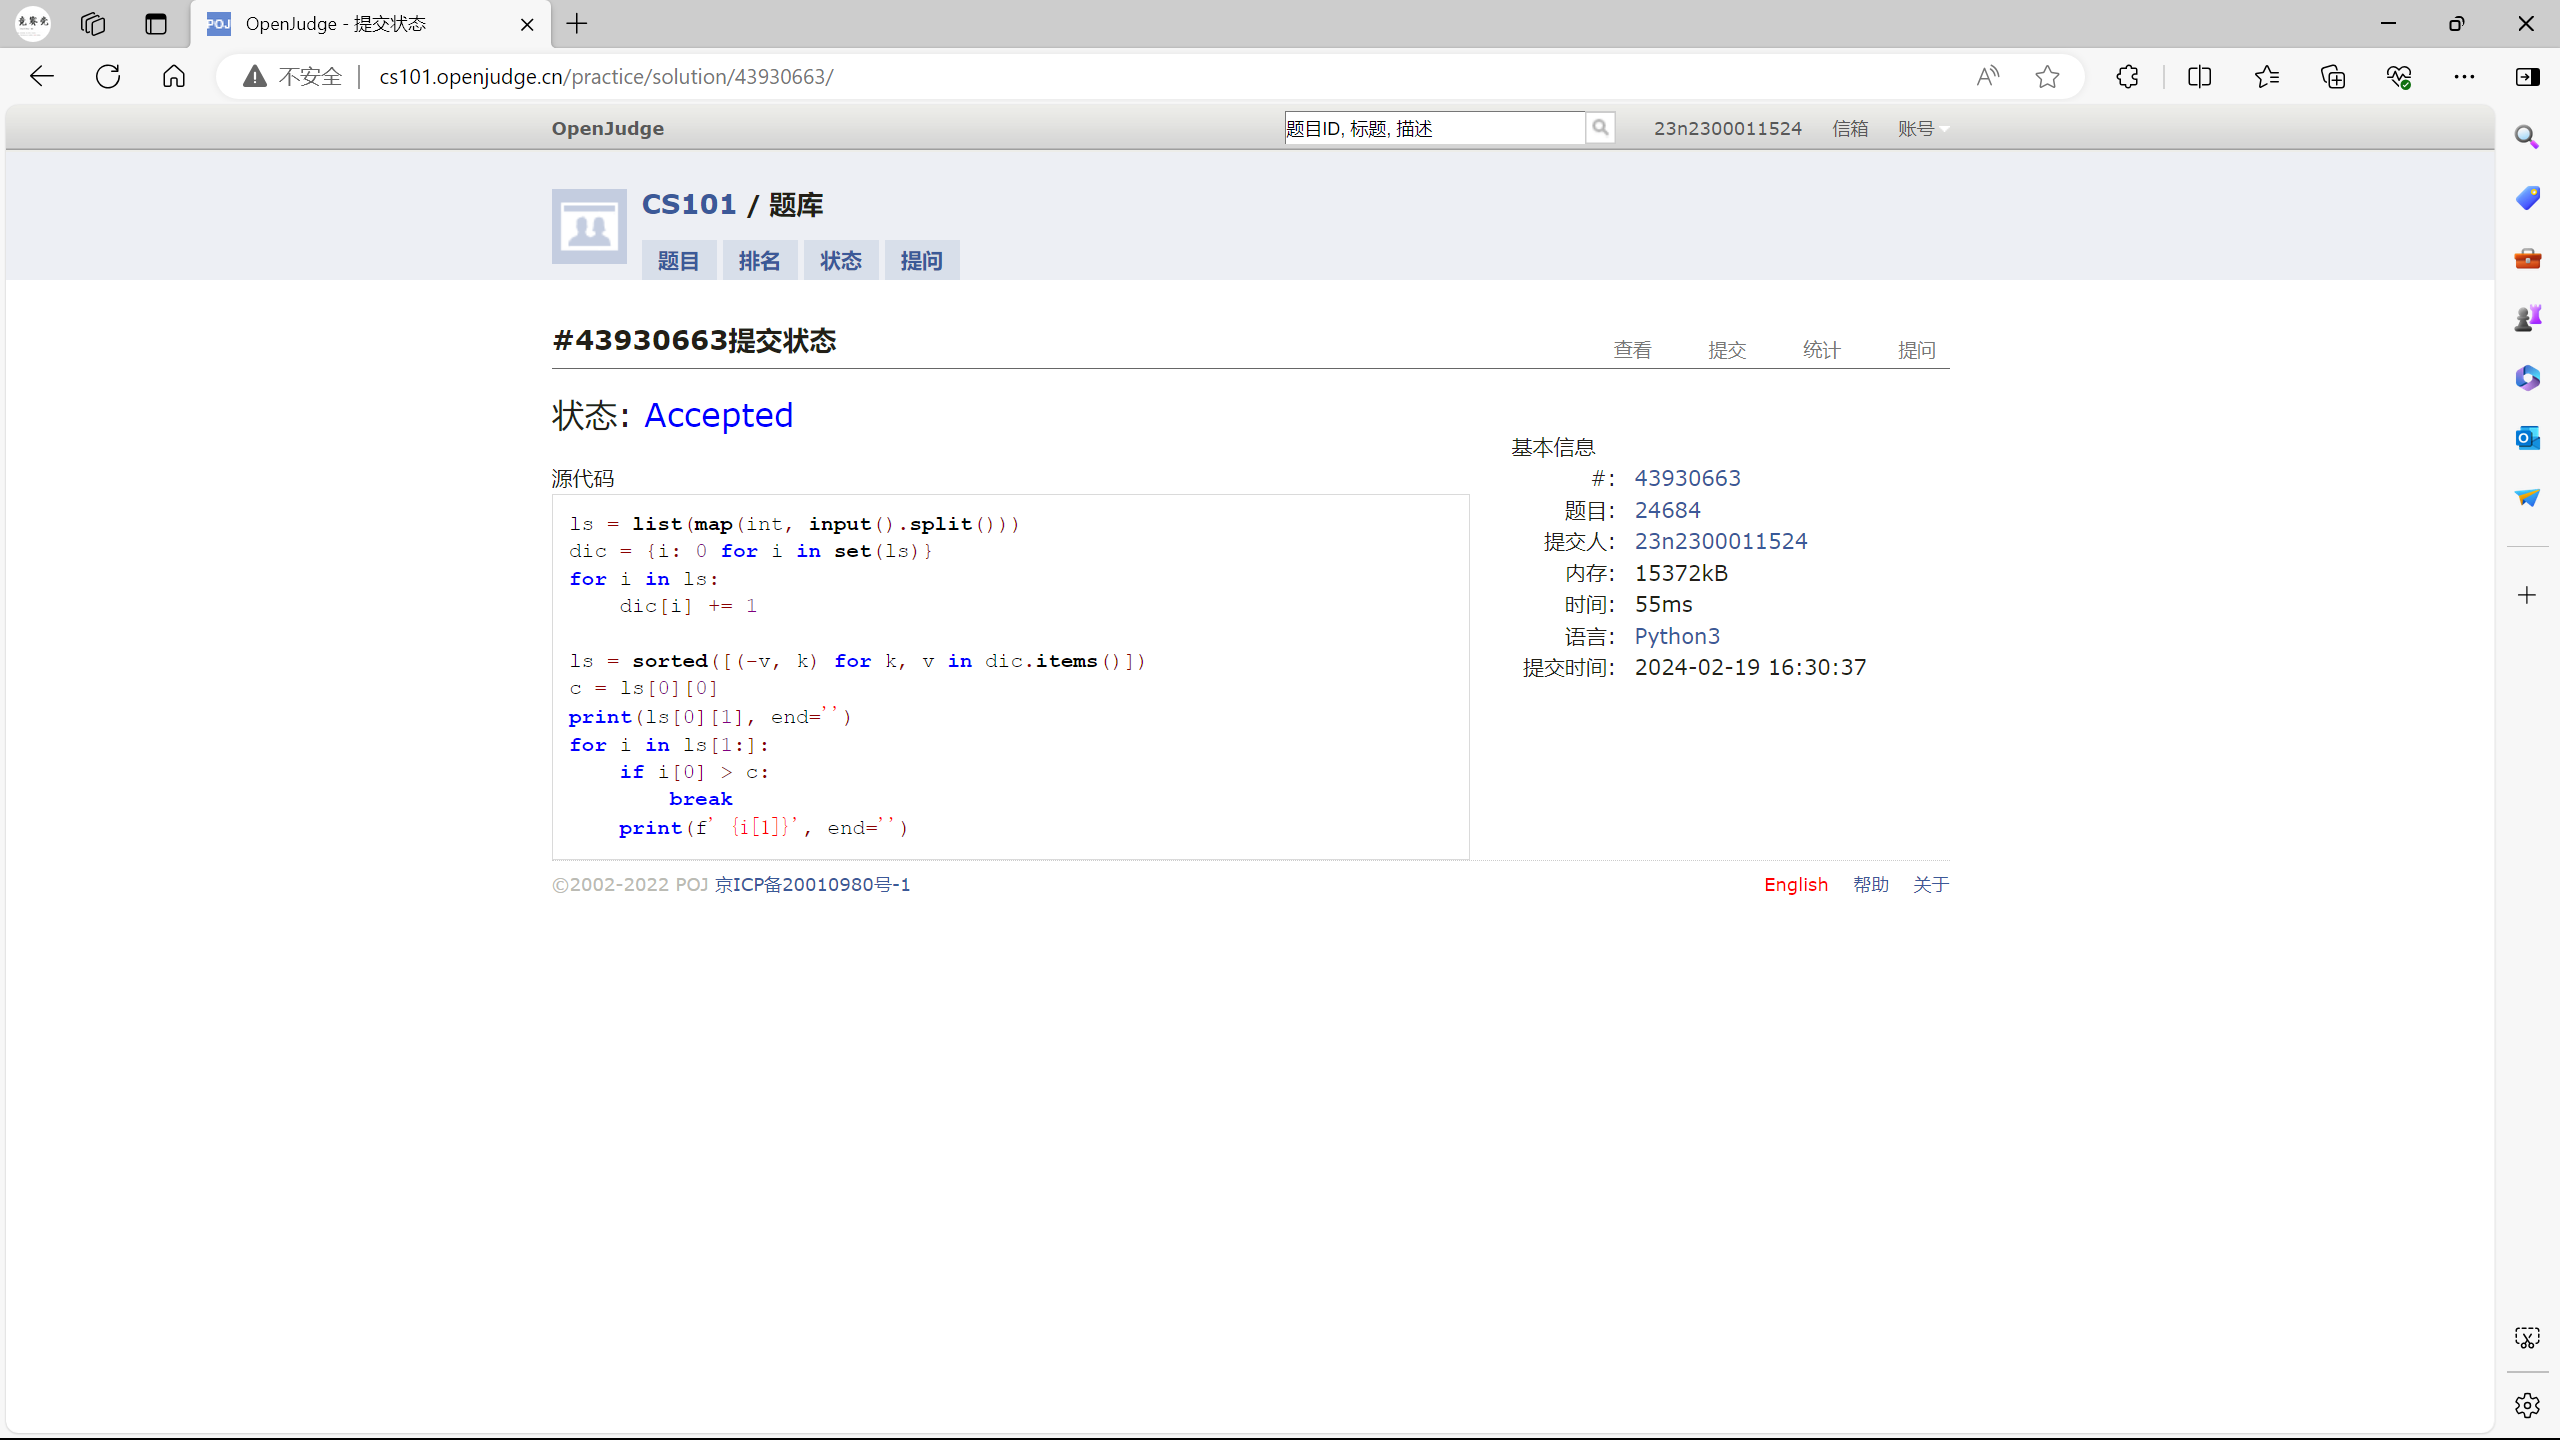 OpenJudge - 提交状态
不安全 | cs101.openjudge.cn/practice/solution/43930663/
OpenJudge
题目ID, 标题, 描述
23n2300011524 信箱 账号
CS101 / 题库
题目 排名 状态 提问
#43930663提交状态
查看 提交 统计 提问
状态: Accepted
源代码
ls = list(map(int, input().split()))
dic = {i: 0 for i in set(ls)}
for i in ls:
    dic[i] += 1
ls = sorted([(-v, k) for k, v in dic.items()])
c = ls[0][0]
print(ls[0][1], end='')
for i in ls[1:]:
    if i[0] > c:
        break
    print(f' {i[1]}', end='')
基本信息
#: 43930663
题目: 24684
提交人: 23n2300011524
内存: 15372kB
时间: 55ms
语言: Python3
提交时间: 2024-02-19 16:30:37
©2002-2022 POJ 京ICP备20010980号-1
English 帮助 关于